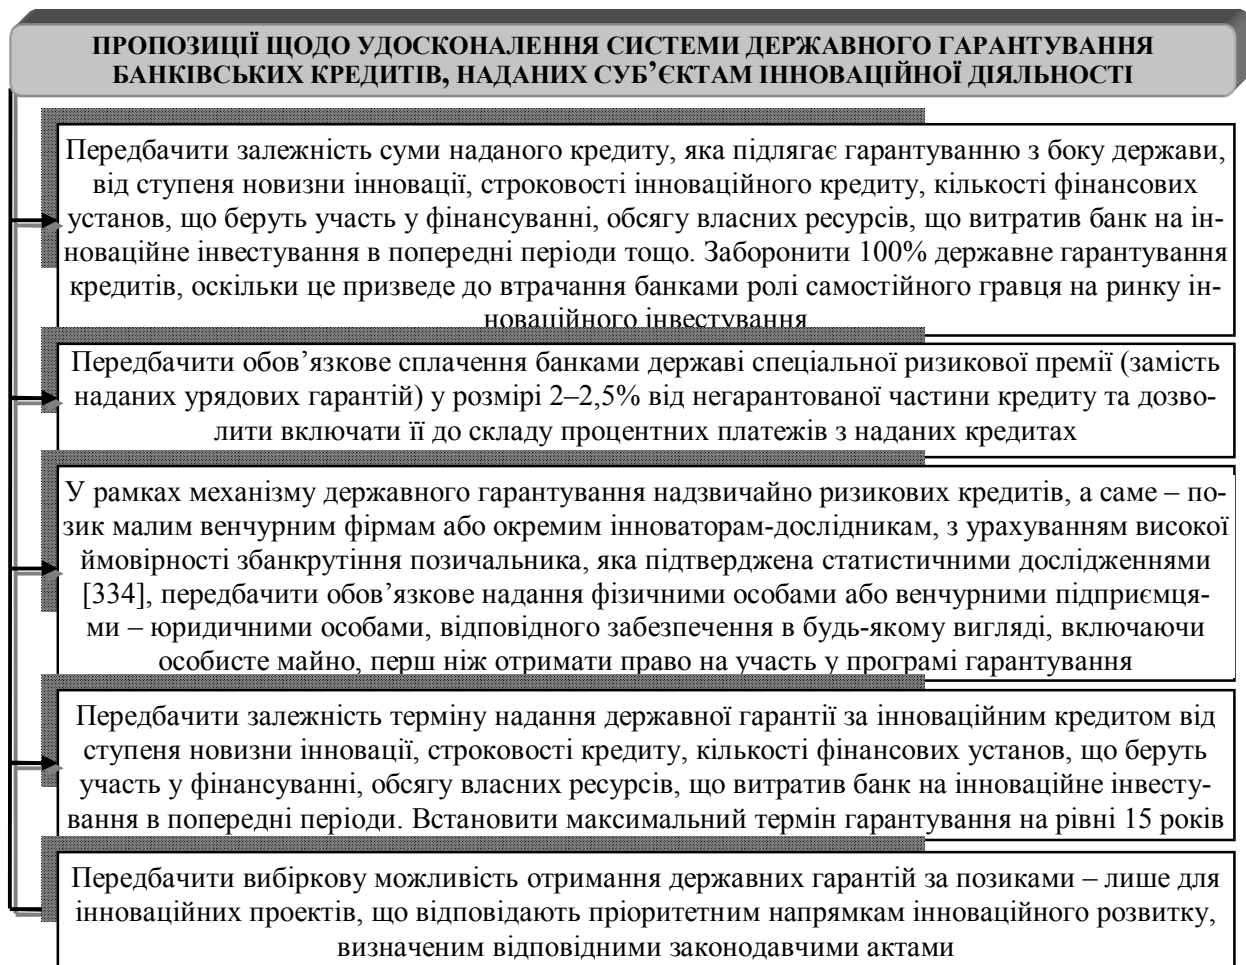 ПРОПОЗИЦІЇ ЩОДО УДОСКОНАЛЕННЯ СИСТЕМИ ДЕРЖАВНОГО ГАРАНТУВАННЯ
БАНКІВСЬКИХ КРЕДИТІВ, НАДАНИХ СУБ’ЄКТАМ ІННОВАЦІЙНОЇ ДІЯЛЬНОСТІ
Передбачити залежність суми наданого кредиту, яка підлягає гарантуванню з боку держави,
від ступеня новизни інновації, строковості інноваційного кредиту, кількості фінансових
установ, що беруть участь у фінансуванні, обсягу власних ресурсів, що витратив банк на ін-
новаційне інвестування в попередні періоди тощо. Заборонити 100% державне гарантування
кредитів, оскільки це призведе до втрачання банками ролі самостійного гравця на ринку ін-
новаційного інвестування
Передбачити обов’язкове сплачення банками державі спеціальної ризикової премії (замість
наданих урядових гарантій) у розмірі 2–2,5% від негарантованої частини кредиту та дозво-
лити включати її до складу процентних платежів з наданих кредитах
У рамках механізму державного гарантування надзвичайно ризикових кредитів, а саме – по-
зик малим венчурним фірмам або окремим інноваторам-дослідникам, з урахуванням високої
ймовірності збанкрутіння позичальника, яка підтверджена статистичними дослідженнями
[334], передбачити обов’язкове надання фізичними особами або венчурними підприємця-
ми – юридичними особами, відповідного забезпечення в будь-якому вигляді, включаючи
особисте майно, перш ніж отримати право на участь у програмі гарантування
Передбачити залежність терміну надання державної гарантії за інноваційним кредитом від
ступеня новизни інновації, строковості кредиту, кількості фінансових установ, що беруть
участь у фінансуванні, обсягу власних ресурсів, що витратив банк на інноваційне інвесту-
вання в попередні періоди. Встановити максимальний термін гарантування на рівні 15 років
Передбачити вибіркову можливість отримання державних гарантій за позиками – лише для
інноваційних проектів, що відповідають пріоритетним напрямкам інноваційного розвитку,
визначеним відповідними законодавчими актами